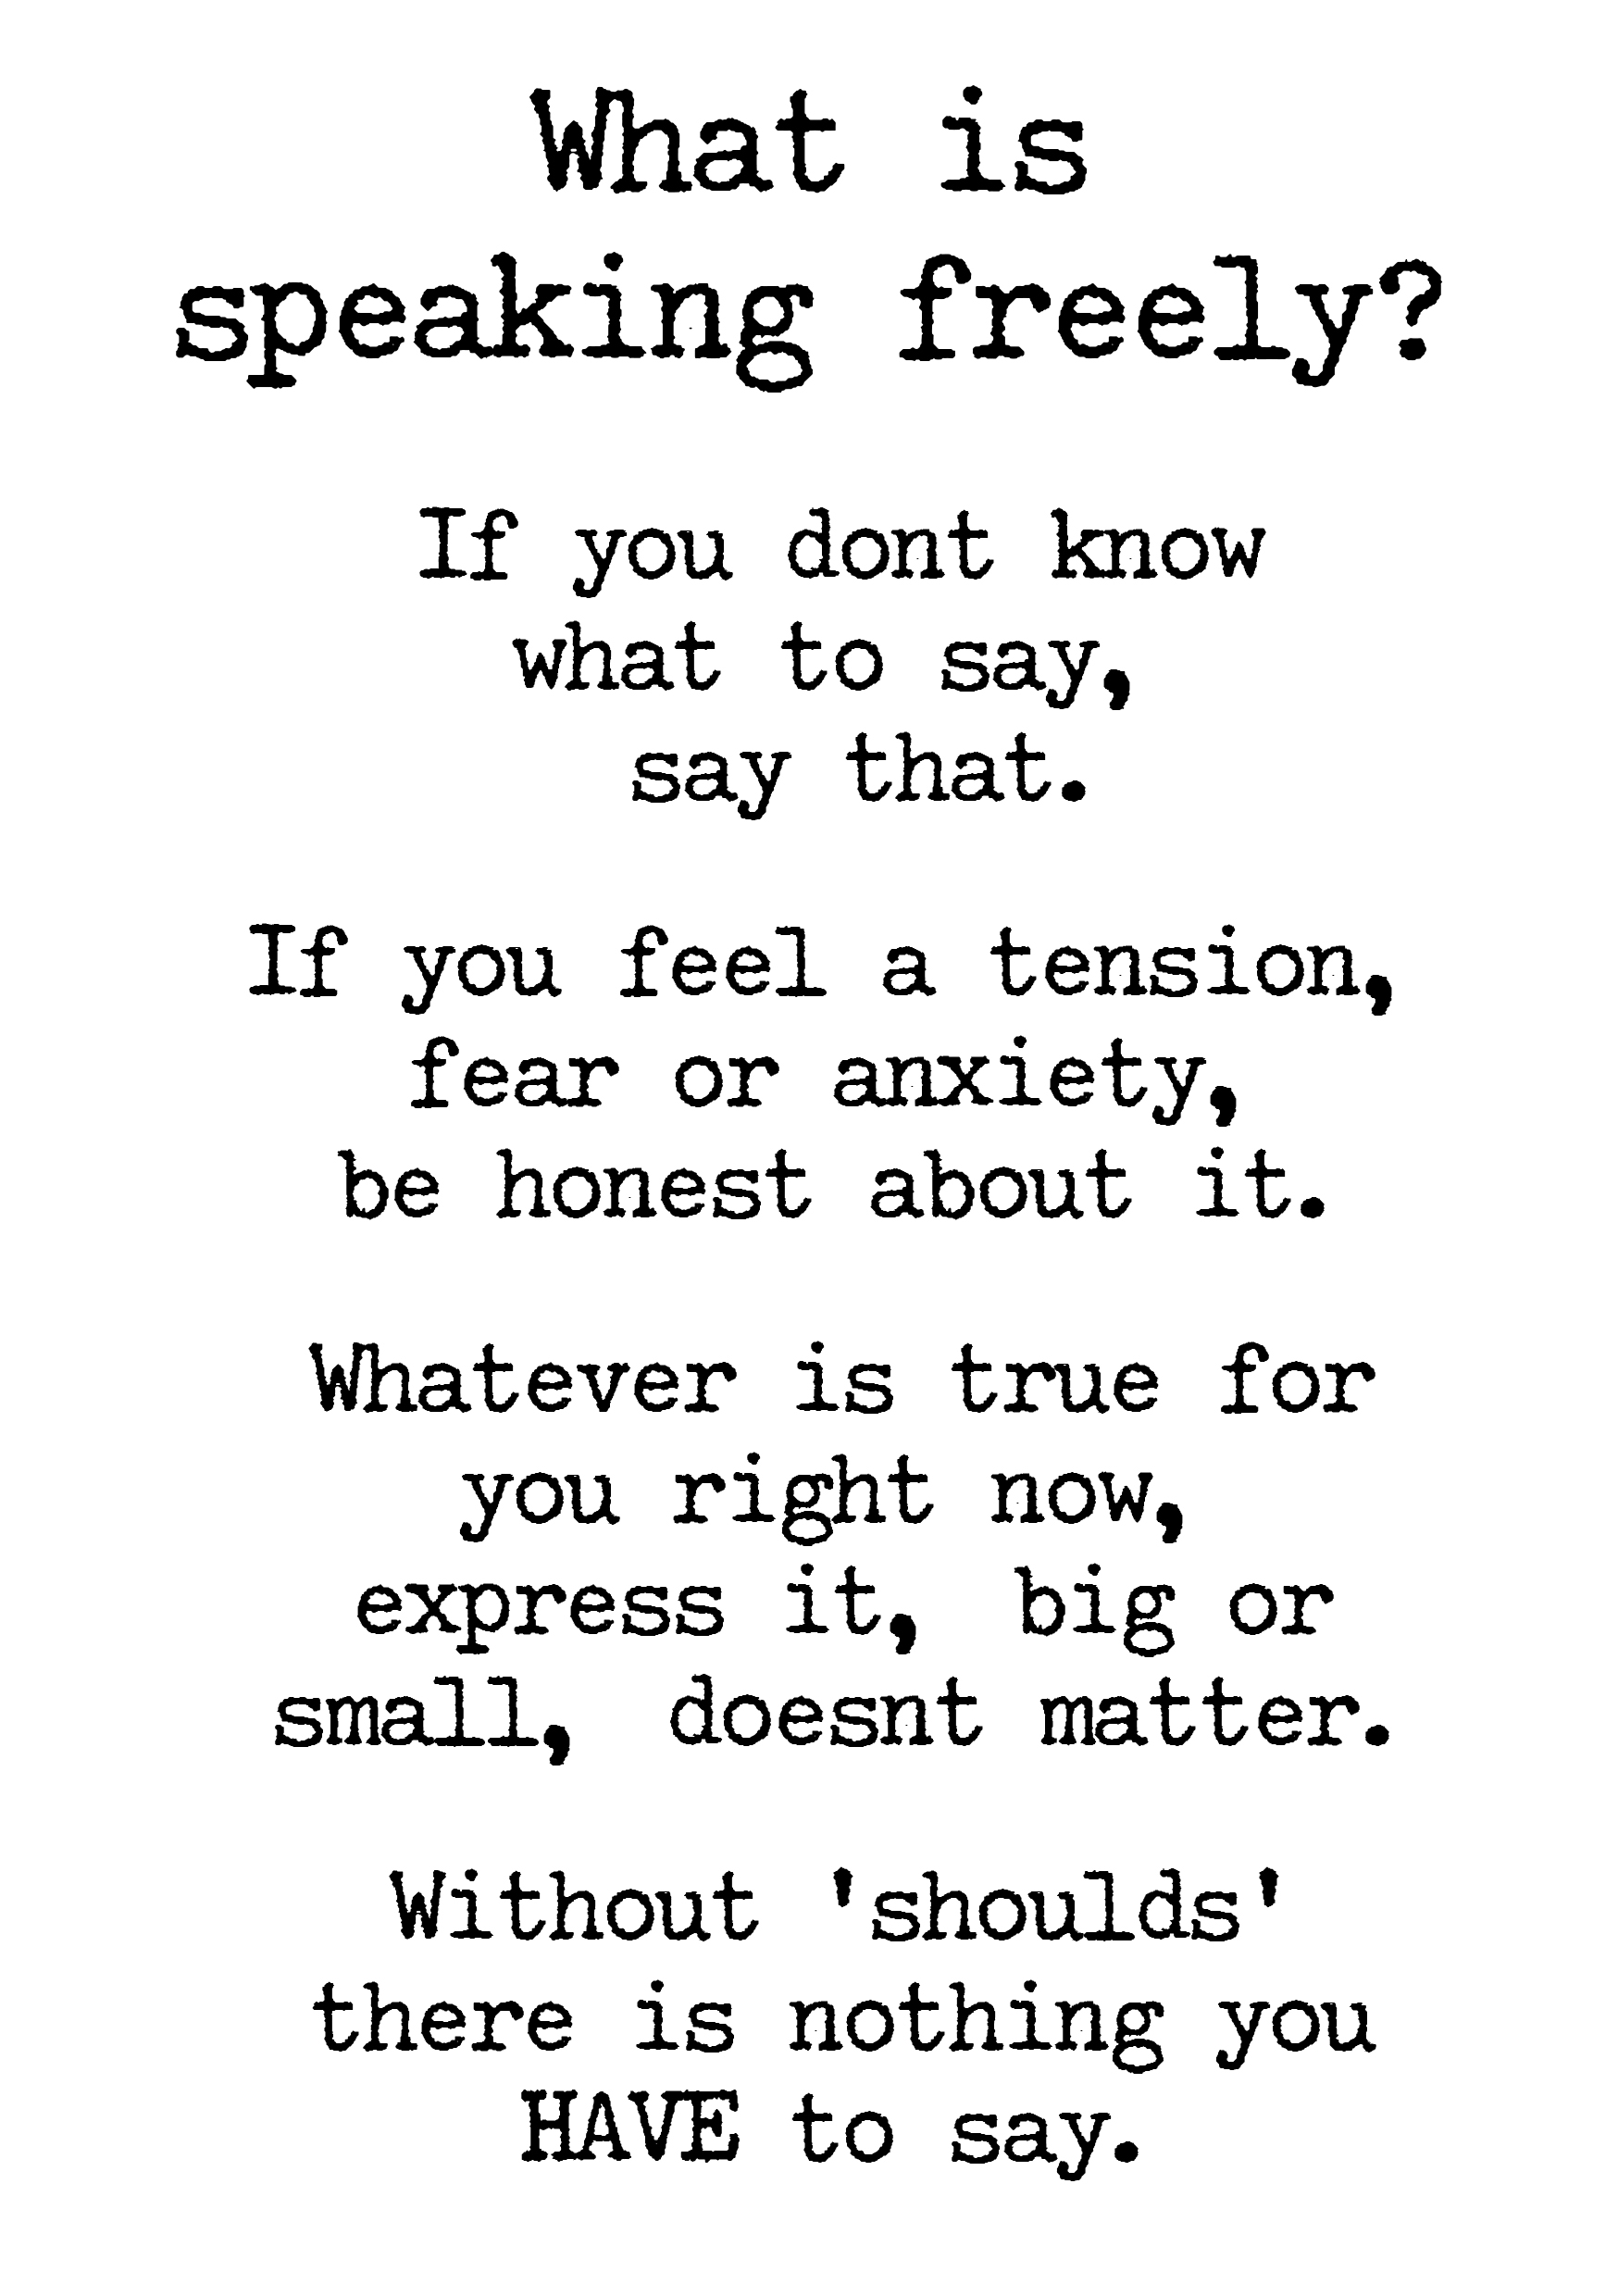 What is
speaking freely?
If you dont know
what to say,
say that.
If you feel a tension,
fear or anxiety,
be honest about it.
Whatever is true for
you right now,
express it, big or
small, doesnt matter.
Without 'shoulds'
there is nothing you
HAVE to say.